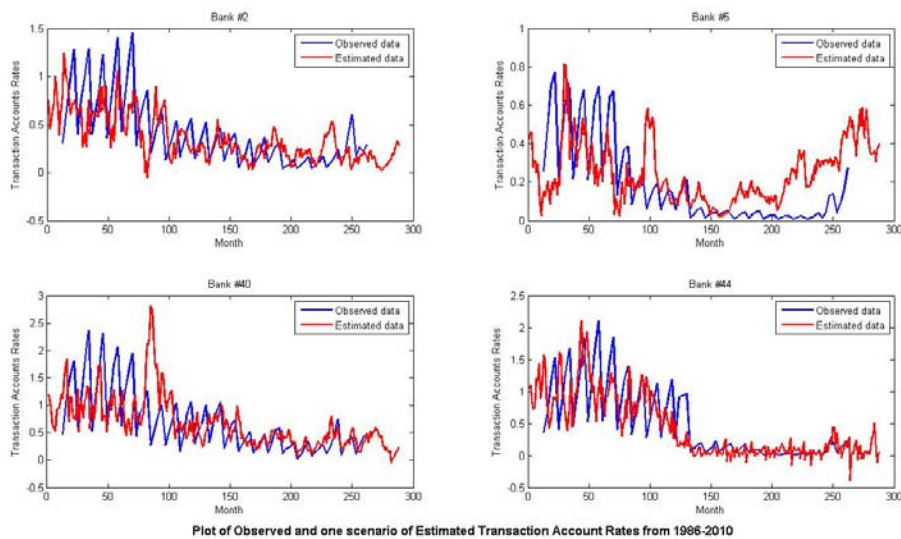 Bank #2
Transaction Accounts Rates
1.5
1
0.5
0
-0.5
0 50 100 150 200 250 300
Month
Observed data
Estimated data
Bank #5
Transaction Accounts Rates
1
0.8
0.6
0.4
0.2
0
0 50 100 150 200 250 300
Month
Observed data
Estimated data
Bank #40
Transaction Accounts Rates
3
2.5
2
1.5
1
0.5
0
-0.5
0 50 100 150 200 250 300
Month
Observed data
Estimated data
Bank #44
Transaction Accounts Rates
2.5
2
1.5
1
0.5
0
-0.5
0 50 100 150 200 250 300
Month
Observed data
Estimated data
Plot of Observed and one scenario of Estimated Transaction Account Rates from 1986-2010